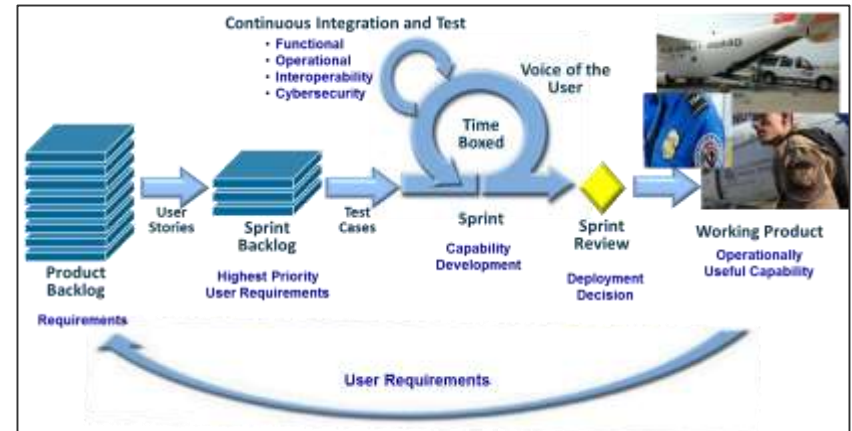 Continuous Integration and Test
• Functional
• Operational
• Interoperability
• Cybersecurity
Voice of the
User
Time
Boxed
User
Stories
Test
Cases
Product
Backlog
Requirements
Sprint
Backlog
Highest Priority
User Requirements
Sprint
Capability
Development
Sprint
Review
Deployment
Decision
Working Product
Operationally
Useful Capability
User Requirements